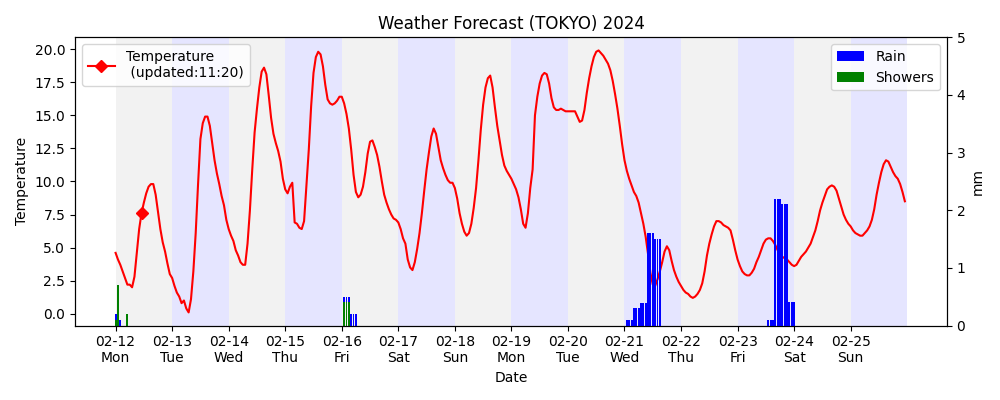 Weather Forecast (TOKYO) 2024
Temperature
(updated:11:20)
Rain
Showers
Temperature
20.0
17.5
15.0
12.5
10.0
7.5
5.0
2.5
0.0
5
4
3
2
1
0
mm
02-12 02-13 02-14 02-15 02-16 02-17 02-18 02-19 02-20 02-21 02-22 02-23 02-24 02-25
Mon Tue Wed Thu Fri Sat Sun Mon Tue Wed Thu Fri Sat Sun
Date